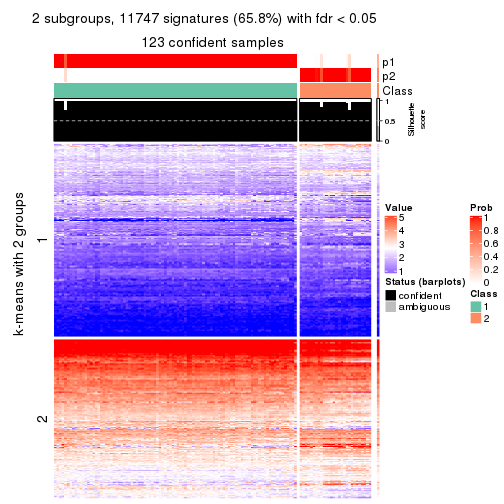 2 subgroups, 11747 signatures (65.8%) with fdr < 0.05
123 confident samples
p1
p2
Class
1
0.5
0
Silhouette
score
k-means with 2 groups
1
2
Value
5
4
3
2
1
Status (barplots)
confident
ambiguous
Prob
1
0.8
0.6
0.4
0.2
0
Class
1
2